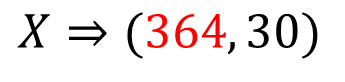 X ⇒ (364,30)